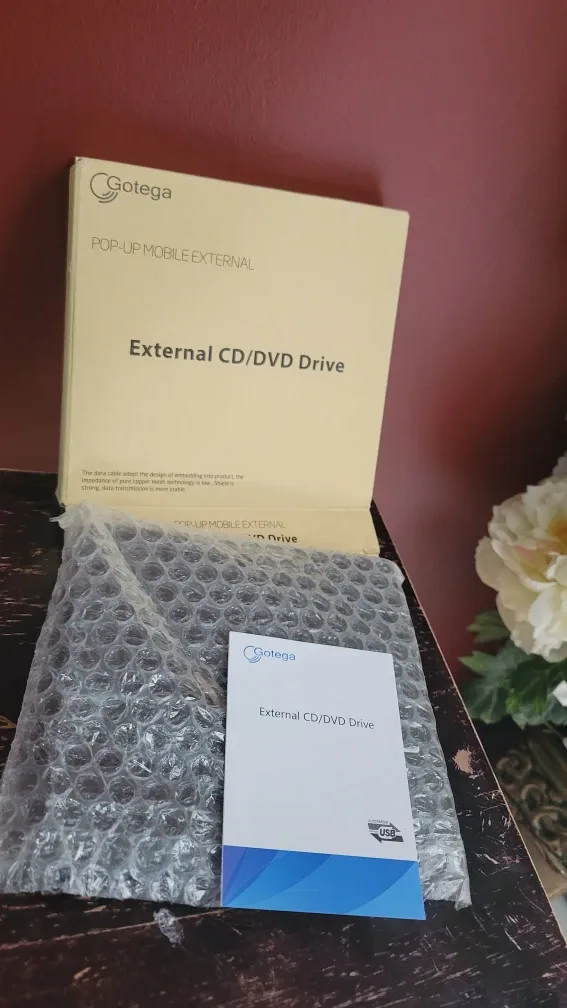 Gotega
POP-UP MOBILE EXTERNAL
External CD/DVD Drive
The data cable adopt the design of embedding into product, the
impedance of pure copper mesh technology is low , Shield is
strong, data transmission is more stable.
POP-UP MOBILE EXTERNAL
VD Drive
Gotega
External CD/DVD Drive
USB